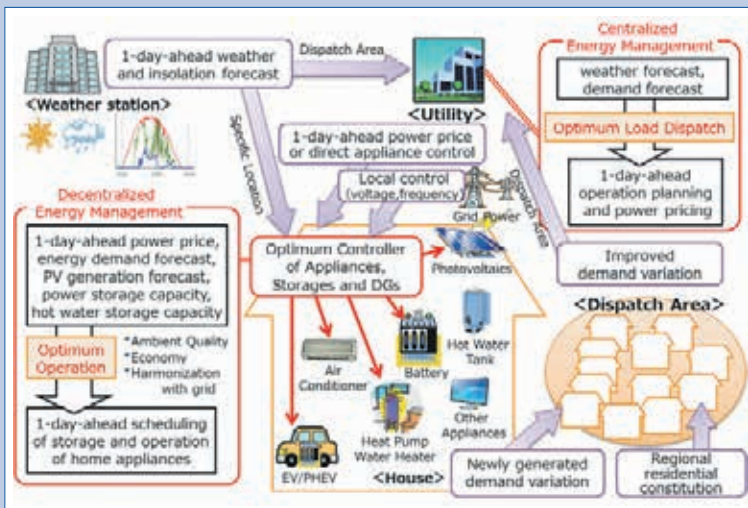 1-day-ahead weather
and insolation forecast
Dispatch Area
<Weather station>
<Utility>
Centralized
Energy Management
weather forecast,
demand forecast
Optimum Load Dispatch
1-day-ahead
operation planning
and power pricing
Specific Location
1-day-ahead power price
or direct appliance control
Local control
(voltage,frequency)
Grid Power
Dispatch Area
Decentralized
Energy Management
1-day-ahead power price,
energy demand forecast,
PV generation forecast,
power storage capacity,
hot water storage capacity
Optimum
Operation
*Ambient Quality
*Economy
*Harmonization
with grid
1-day-ahead scheduling
of storage and operation
of home appliances
Optimum Controller
of Appliances,
Storages and DGs
Photovoltaics
Improved
demand variation
<Dispatch Area>
Air
Conditioner
Battery
Hot Water
Tank
EV/PHEV
Heat Pump
Water Heater
Other
Appliances
<House>
Newly generated
demand variation
Regional
residential
constitution